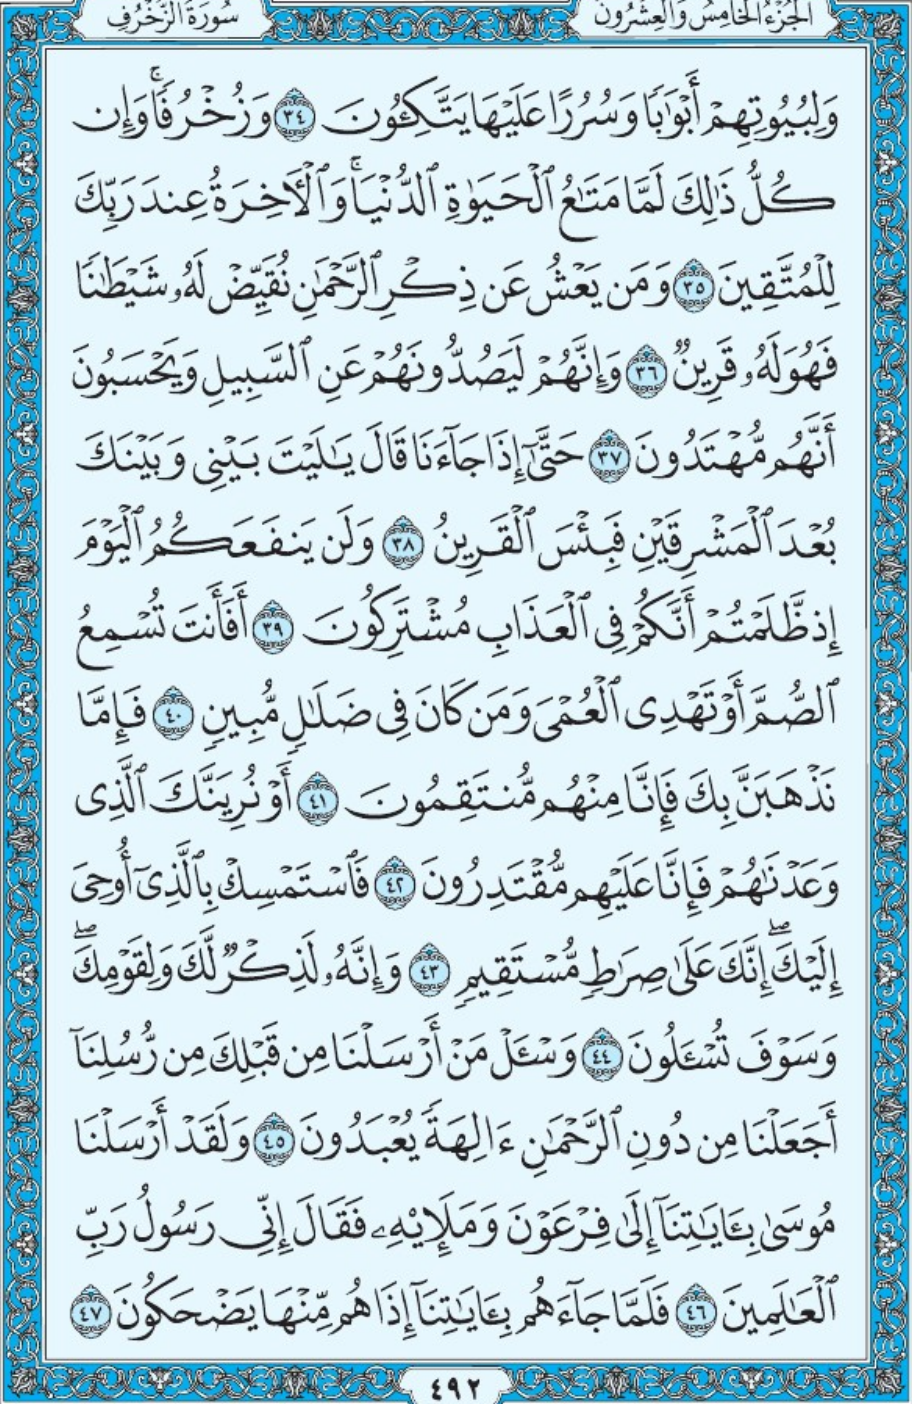 سُورَةُ الزُّخْرُفِ
الجُزْءُ الخَامِسُ وَالعِشْرُونَ
وَلِبُيُوتِهِمْ أَبْوَٰبًا وَسُرُرًا عَلَيْهَا يَتَّكِـُٔونَ ٣٤ وَزُخْرُفًاۚ وَإِن
كُلُّ ذَٰلِكَ لَمَّا مَتَٰعُ ٱلْحَيَوٰةِ ٱلدُّنْيَاۚ وَٱلْـَٔاخِرَةُ عِندَ رَبِّكَ
لِلْمُتَّقِينَ ٣٥ وَمَن يَعْشُ عَن ذِكْرِ ٱلرَّحْمَٰنِ نُقَيِّضْ لَهُۥ شَيْطَٰنًا
فَهُوَ لَهُۥ قَرِينٌ ٣٦ وَإِنَّهُمْ لَيَصُدُّونَهُمْ عَنِ ٱلسَّبِيلِ وَيَحْسَبُونَ
أَنَّهُم مُّهْتَدُونَ ٣٧ حَتَّىٰٓ إِذَا جَآءَنَا قَالَ يَٰلَيْتَ بَيْنِى وَبَيْنَكَ
بُعْدَ ٱلْمَشْرِقَيْنِ فَبِئْسَ ٱلْقَرِينُ ٣٨ وَلَن يَنفَعَكُمُ ٱلْيَوْمَ
إِذ ظَّلَمْتُمْ أَنَّكُمْ فِى ٱلْعَذَابِ مُشْتَرِكُونَ ٣٩ أَفَأَنتَ تُسْمِعُ
ٱلصُّمَّ أَوْ تَهْدِى ٱلْعُمْىَ وَمَن كَانَ فِى ضَلَٰلٍ مُّبِينٍ ٤٠ فَإِمَّا
نَذْهَبَنَّ بِكَ فَإِنَّا مِنْهُم مُّنتَقِمُونَ ٤١ أَوْ نُرِيَنَّكَ ٱلَّذِى
وَعَدْنَٰهُمْ فَإِنَّا عَلَيْهِم مُّقْتَدِرُونَ ٤٢ فَٱسْتَمْسِكْ بِٱلَّذِىٓ أُوحِىَ
إِلَيْكَۖ إِنَّكَ عَلَىٰ صِرَٰطٍ مُّسْتَقِيمٍ ٤٣ وَإِنَّهُۥ لَذِكْرٌ لَّكَ وَلِقَوْمِكَۖ
وَسَوْفَ تُسْـَٔلُونَ ٤٤ وَسْـَٔلْ مَنْ أَرْسَلْنَا مِن قَبْلِكَ مِن رُّسُلِنَآ
أَجَعَلْنَا مِن دُونِ ٱلرَّحْمَٰنِ ءَالِهَةً يُعْبَدُونَ ٤٥ وَلَقَدْ أَرْسَلْنَا
مُوسَىٰ بِـَٔايَٰتِنَآ إِلَىٰ فِرْعَوْنَ وَمَلَإِي۟هِۦ فَقَالَ إِنِّى رَسُولُ رَبِّ
ٱلْعَٰلَمِينَ ٤٦ فَلَمَّا جَآءَهُم بِـَٔايَٰتِنَآ إِذَا هُم مِّنْهَا يَضْحَكُونَ ٤٧
٤٩٢